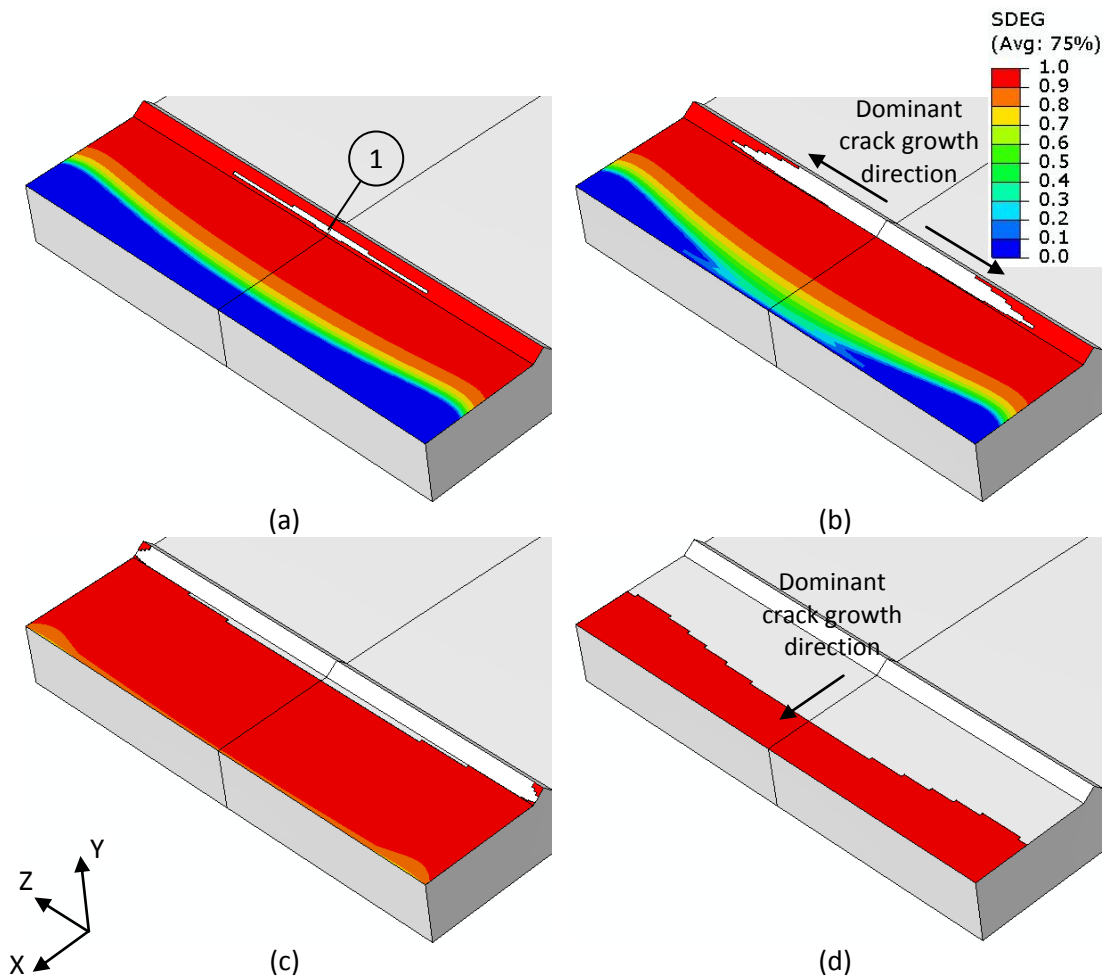 SDEG
(Avg: 75%)
1.0
0.9
0.8
0.7
0.6
0.5
0.4
0.3
0.2
0.1
0.0
1
Dominant
crack growth
direction
(a)
(b)
Dominant
crack growth
direction
Y
Z
X
(c)
(d)